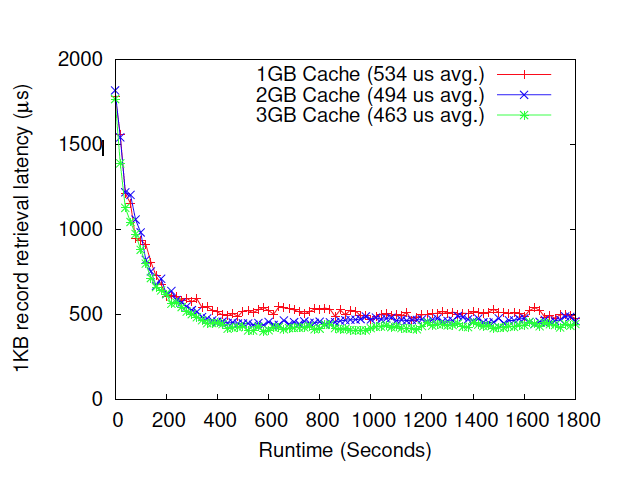 2000
1500
1000
500
0
1KB record retrieval latency (µs)
1GB Cache (534 us avg.)
2GB Cache (494 us avg.)
3GB Cache (463 us avg.)
0 200 400 600 800 1000 1200 1400 1600 1800
Runtime (Seconds)